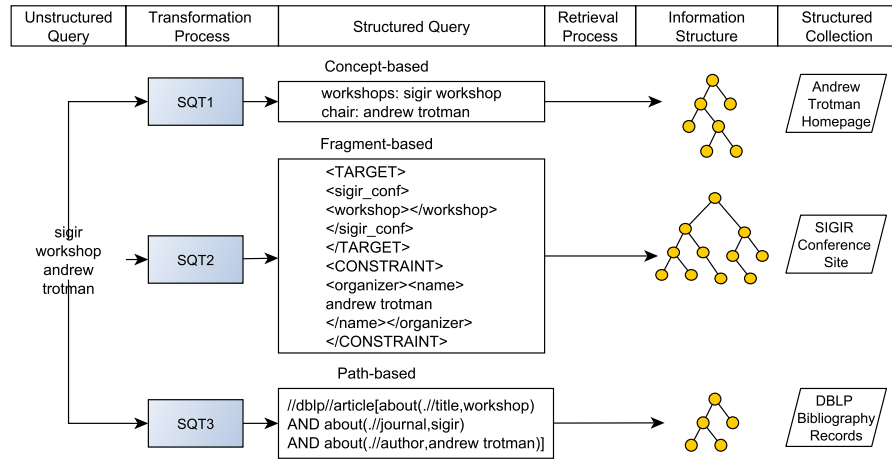 Unstructured
Query
Transformation
Process
Structured Query
Retrieval
Process
Information
Structure
Structured
Collection
Concept-based
SQT1
workshops: sigir workshop
chair: andrew trotman
Andrew
Trotman
Homepage
Fragment-based
sigir
workshop
andrew
trotman
SQT2
<TARGET>
<sigir_conf>
<workshop></workshop>
</sigir_conf>
</TARGET>
<CONSTRAINT>
<organizer><name>
andrew trotman
</name></organizer>
</CONSTRAINT>
SIGIR
Conference
Site
Path-based
SQT3
//dblp//article[about(.//title,workshop)
AND about(.//journal,sigir)
AND about(.//author,andrew trotman)]
DBLP
Bibliography
Records